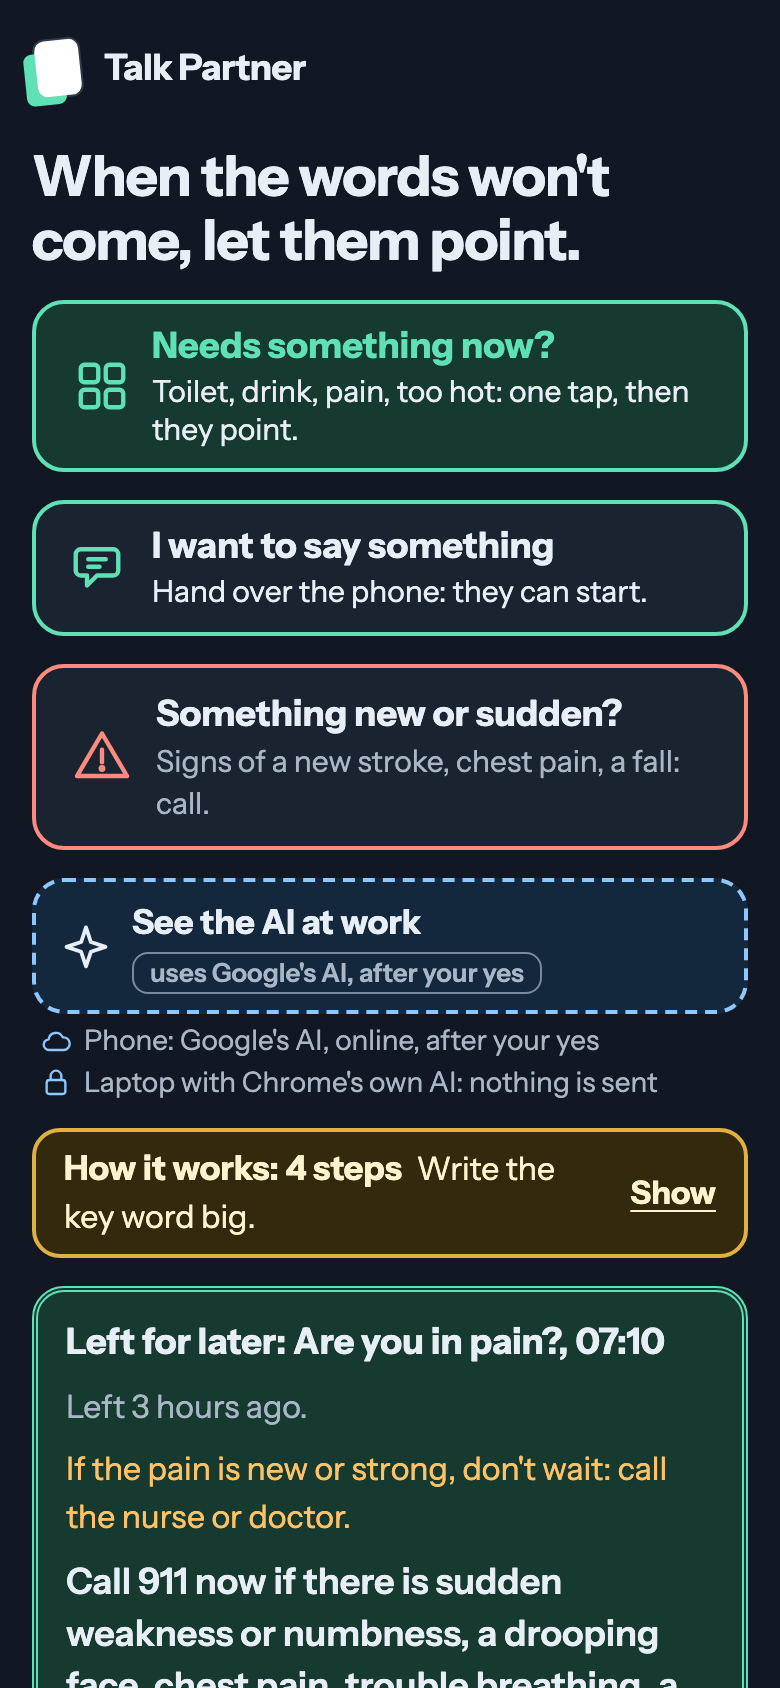 Talk Partner
When the words won't
come, let them point.
Needs something now?
Toilet, drink, pain, too hot: one tap, then
they point.
I want to say something
Hand over the phone: they can start.
Something new or sudden?
Signs of a new stroke, chest pain, a fall:
call.
See the AI at work
uses Google's AI, after your yes
Phone: Google's AI, online, after your yes
Laptop with Chrome's own AI: nothing is sent
How it works: 4 steps Write the
key word big.
Show
Left for later: Are you in pain?, 07:10
Left 3 hours ago.
If the pain is new or strong, don't wait: call
the nurse or doctor.
Call 911 now if there is sudden
weakness or numbness, a drooping
face, chest pain, trouble breathing, a